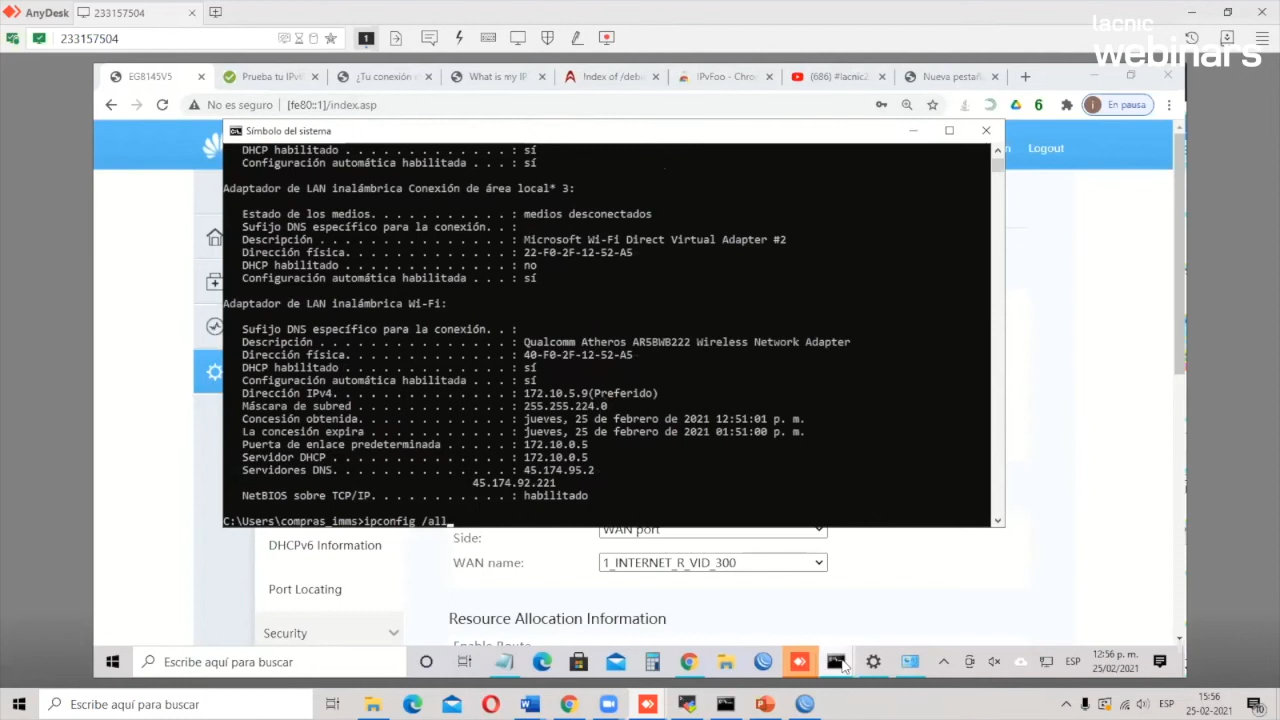 AnyDesk
233157504
233157504
1
lacnic
webinars
EG8145V5
Prueba tu IPv
¿Tu conexión
What is my IP
Index of /deb
IPvFoo - Chro
(686) #lacnic
Nueva pestañ
No es seguro
[fe80::1]/index.asp
6
En pausa
Símbolo del sistema
Logout
DHCP habilitado . . . . . . . . . . . . . : sí
Configuración automática habilitada . . . : sí
Adaptador de LAN inalámbrica Conexión de área local* 3:
Estado de los medios. . . . . . . . . . . : medios desconectados
Sufijo DNS específico para la conexión. . :
Descripción . . . . . . . . . . . . . . . : Microsoft Wi-Fi Direct Virtual Adapter #2
Dirección física. . . . . . . . . . . . . : 22-F0-2F-12-52-A5
DHCP habilitado . . . . . . . . . . . . . : no
Configuración automática habilitada . . . : sí
Adaptador de LAN inalámbrica Wi-Fi:
Sufijo DNS específico para la conexión. . :
Descripción . . . . . . . . . . . . . . . : Qualcomm Atheros AR5BWB222 Wireless Network Adapter
Dirección física. . . . . . . . . . . . . : 40-F0-2F-12-52-A5
DHCP habilitado . . . . . . . . . . . . . : sí
Configuración automática habilitada . . . : sí
Dirección IPv4. . . . . . . . . . . . . . : 172.10.5.9(Preferido)
Máscara de subred . . . . . . . . . . . . : 255.255.224.0
Concesión obtenida. . . . . . . . . . . . : jueves, 25 de febrero de 2021 12:51:01 p. m.
La concesión expira . . . . . . . . . . . : jueves, 25 de febrero de 2021 01:51:00 p. m.
Puerta de enlace predeterminada . . . . . : 172.10.0.5
Servidor DHCP . . . . . . . . . . . . . . : 172.10.0.5
Servidores DNS. . . . . . . . . . . . . . : 45.174.95.2
45.174.92.221
NetBIOS sobre TCP/IP. . . . . . . . . . . : habilitado
C:\Users\compras_imms>ipconfig /all
Side:
WAN port
DHCPv6 Information
WAN name:
1_INTERNET_R_VID_300
Port Locating
Resource Allocation Information
Security
Enable Route
Escribe aquí para buscar
ESP
12:56 p. m.
25/02/2021
Escribe aquí para buscar
ESP
15:56
25-02-2021